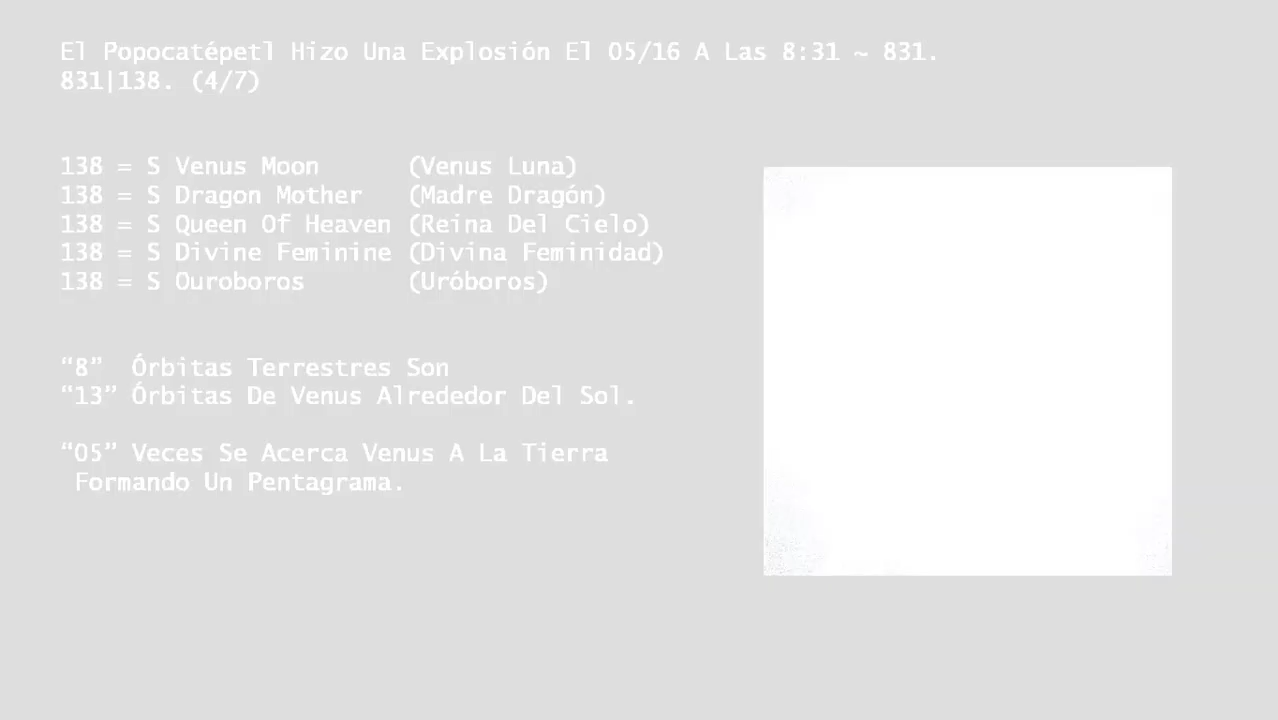 El Popocatépetl Hizo Una Explosión El 05/16 A Las 8:31 ~ 831.
831|138. (4/7)
138 = S Venus Moon (Venus Luna)
138 = S Dragon Mother (Madre Dragón)
138 = S Queen Of Heaven (Reina Del Cielo)
138 = S Divine Feminine (Divina Feminidad)
138 = S Ouroboros (Uróboros)
“8” Órbitas Terrestres Son
“13” Órbitas De Venus Alrededor Del Sol.
“05” Veces Se Acerca Venus A La Tierra
Formando Un Pentagrama.